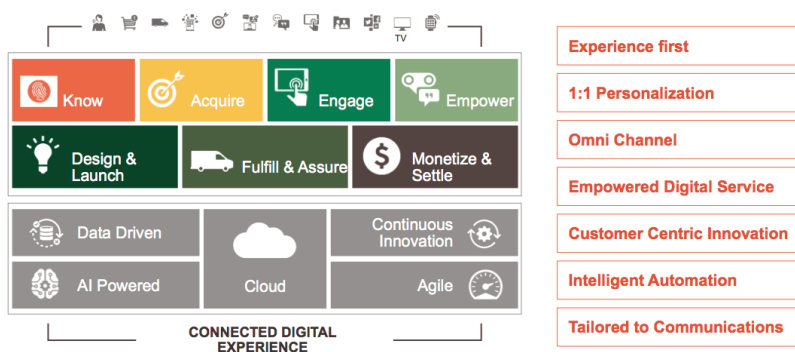 TV
Know
Acquire
Engage
Empower
Design &
Launch
Fulfill & Assure
$
Monetize &
Settle
Data Driven
Cloud
Continuous
Innovation
AI Powered
Agile
CONNECTED DIGITAL
EXPERIENCE
Experience first
1:1 Personalization
Omni Channel
Empowered Digital Service
Customer Centric Innovation
Intelligent Automation
Tailored to Communications